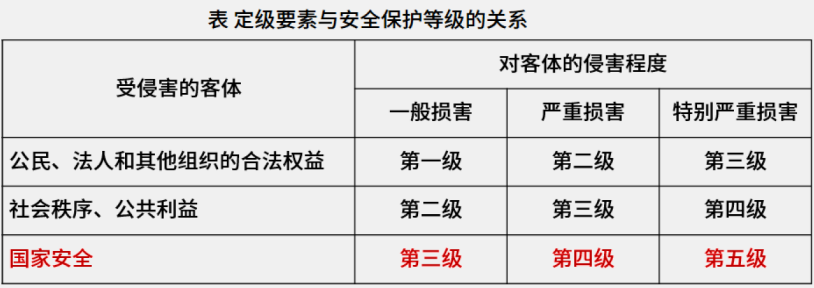 表 定级要素与安全保护等级的关系
受侵害的客体
对客体的侵害程度
一般损害 严重损害 特别严重损害
公民、法人和其他组织的合法权益 第一级 第二级 第三级
社会秩序、公共利益 第二级 第三级 第四级
国家安全 第三级 第四级 第五级